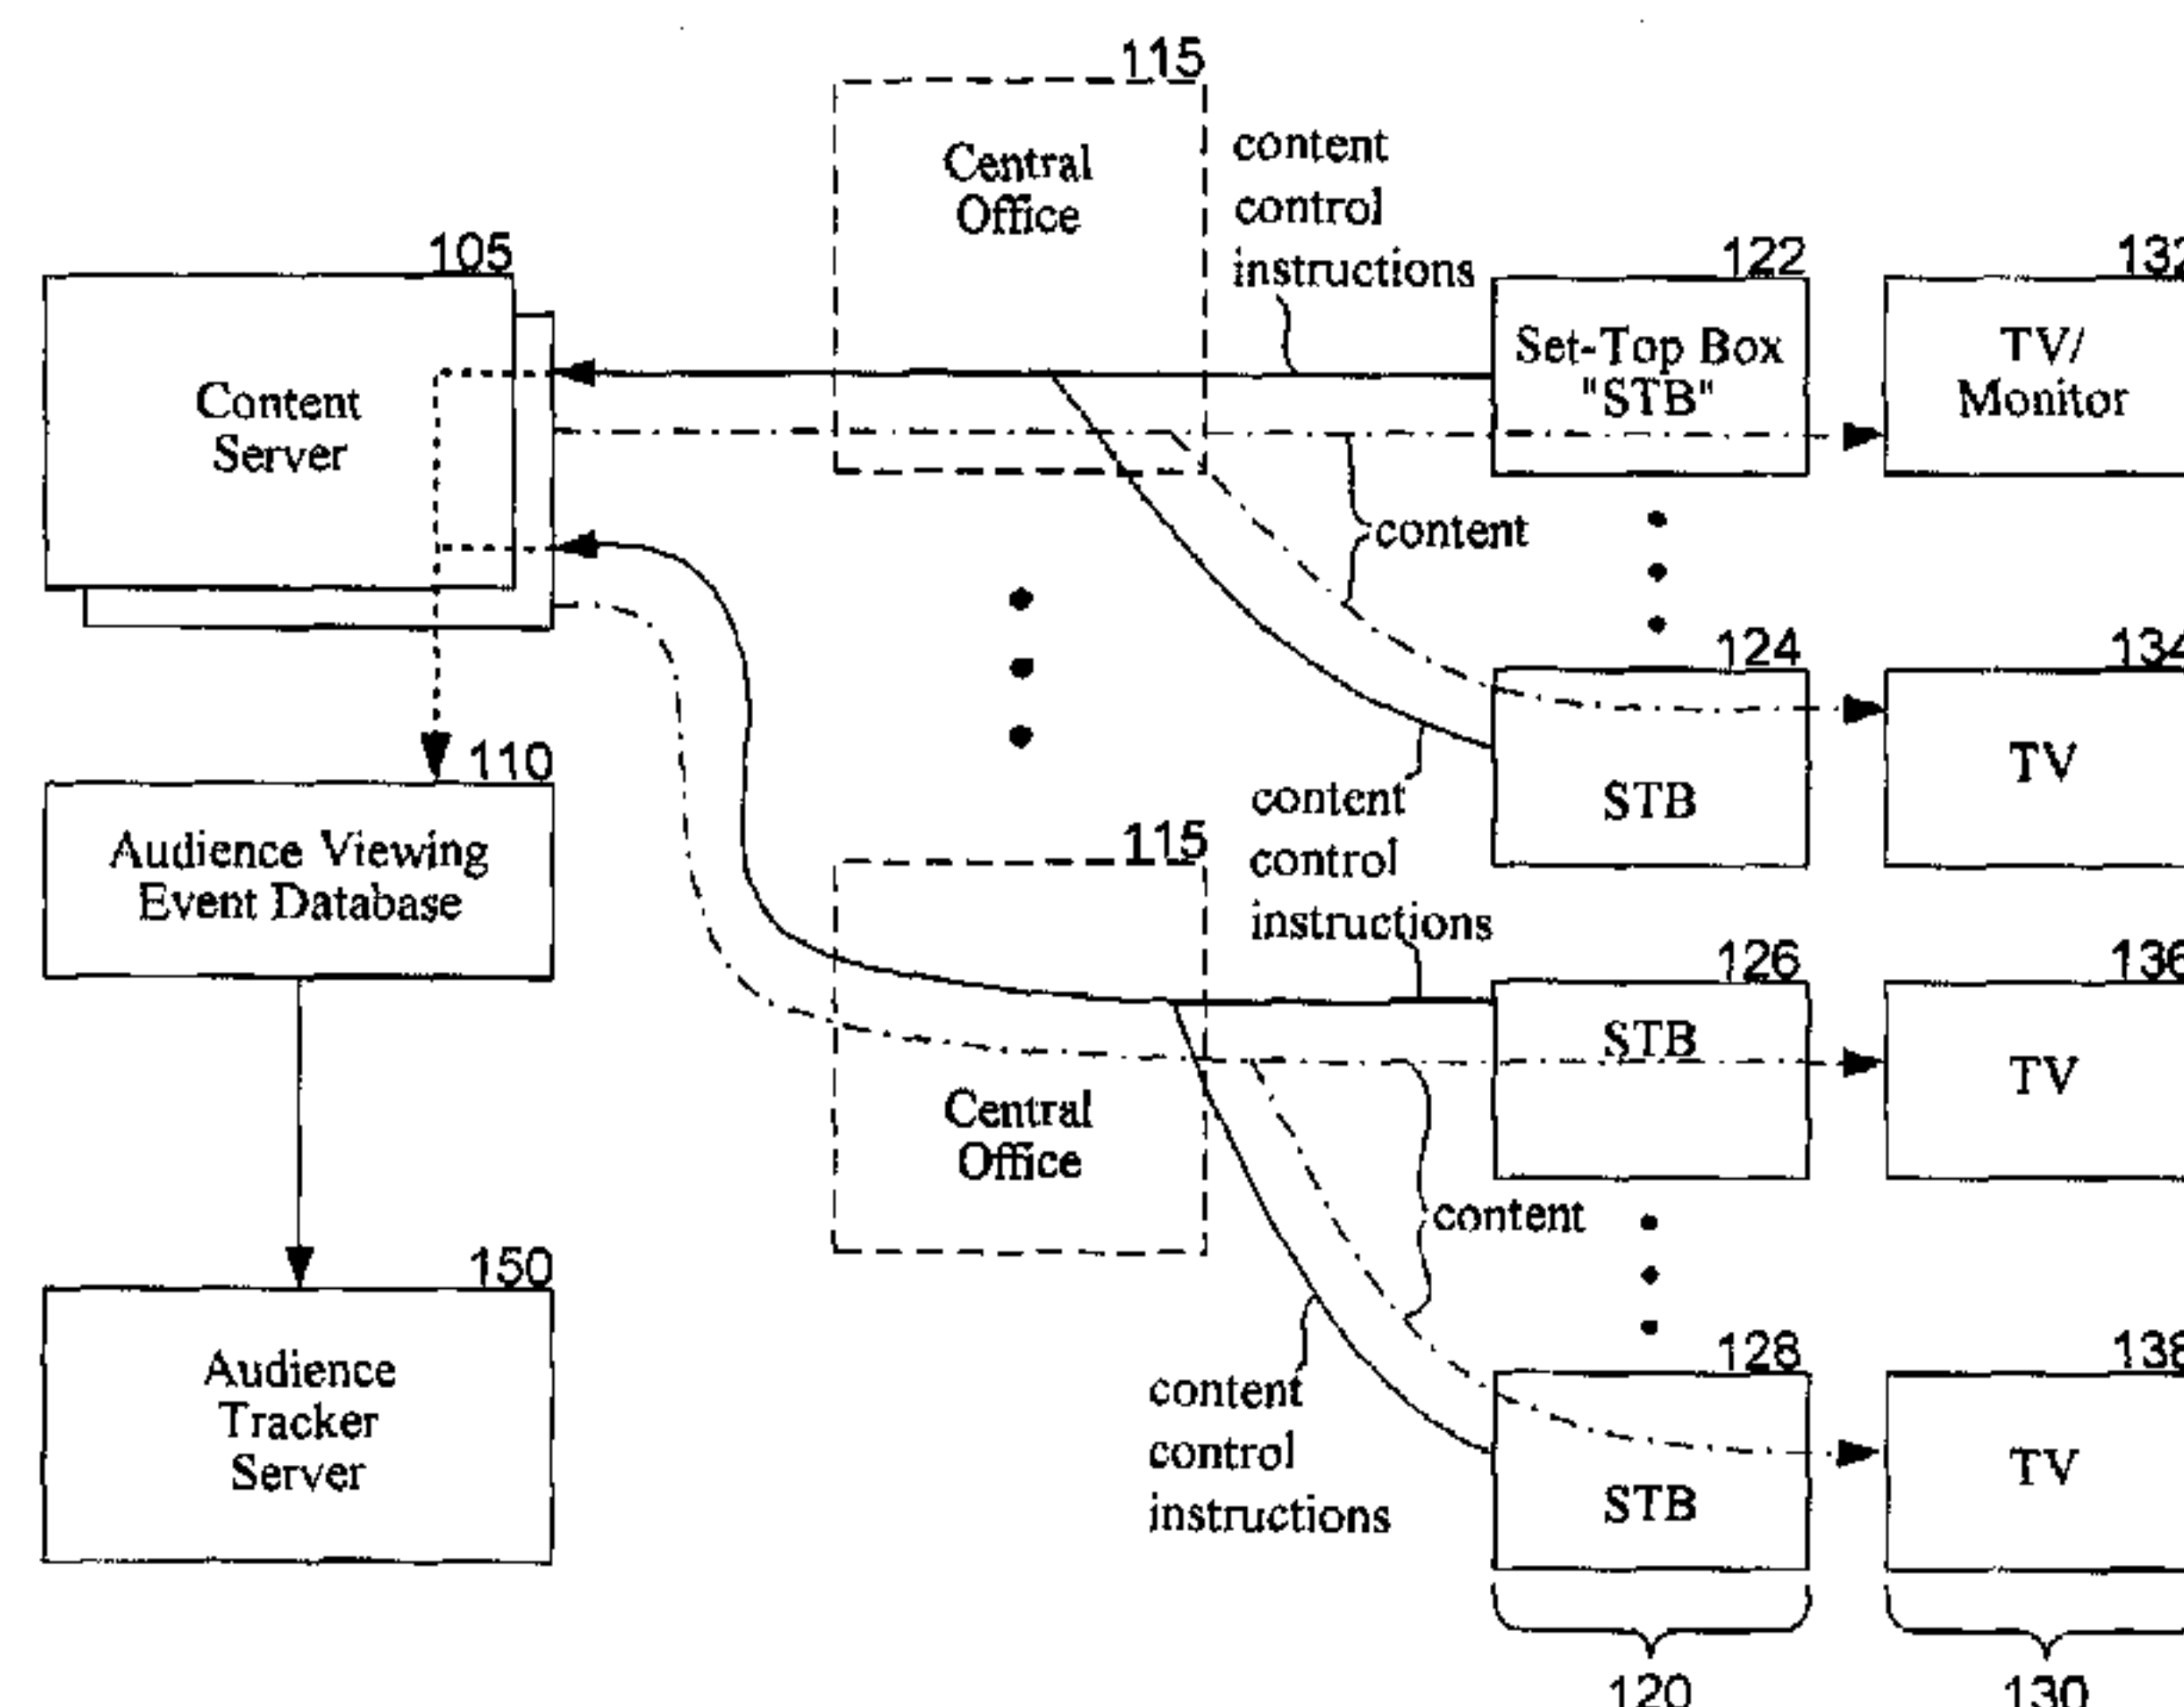 115
Central
Office
content
control
instructions
105
Content
Server
122
Set-Top Box
"STB"
132
TV/
Monitor
content
124
STB
134
TV
110
Audience Viewing
Event Database
content
control
instructions
115
Central
Office
126
STB
136
TV
content
150
Audience
Tracker
Server
content
control
instructions
128
STB
138
TV
120
130